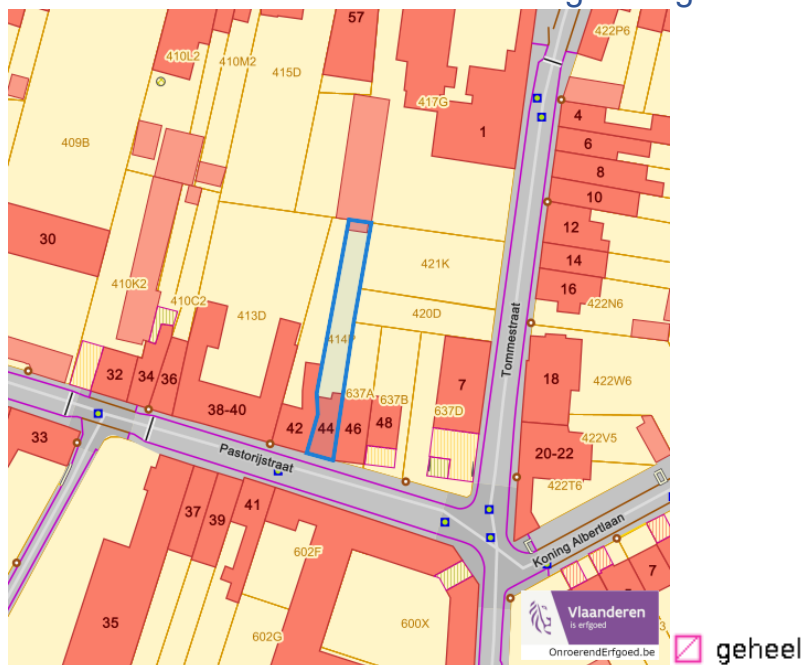 57
422P6
410L2
410M2
415D
417G
1
4
6
409B
8
10
30
12
14
16
421K
410K2
410C2
413D
420D
422N6
414P
Tommestraat
32
34
36
38-40
42
44
46
48
637A
637B
637D
7
18
422W6
33
Pastorijstraat
20-22
422V5
422T6
37
39
41
602F
Koning Albertlaan
7
35
602G
600X
Vlaanderen
is erfgoed
OnroerendErfgoed.be
geheel